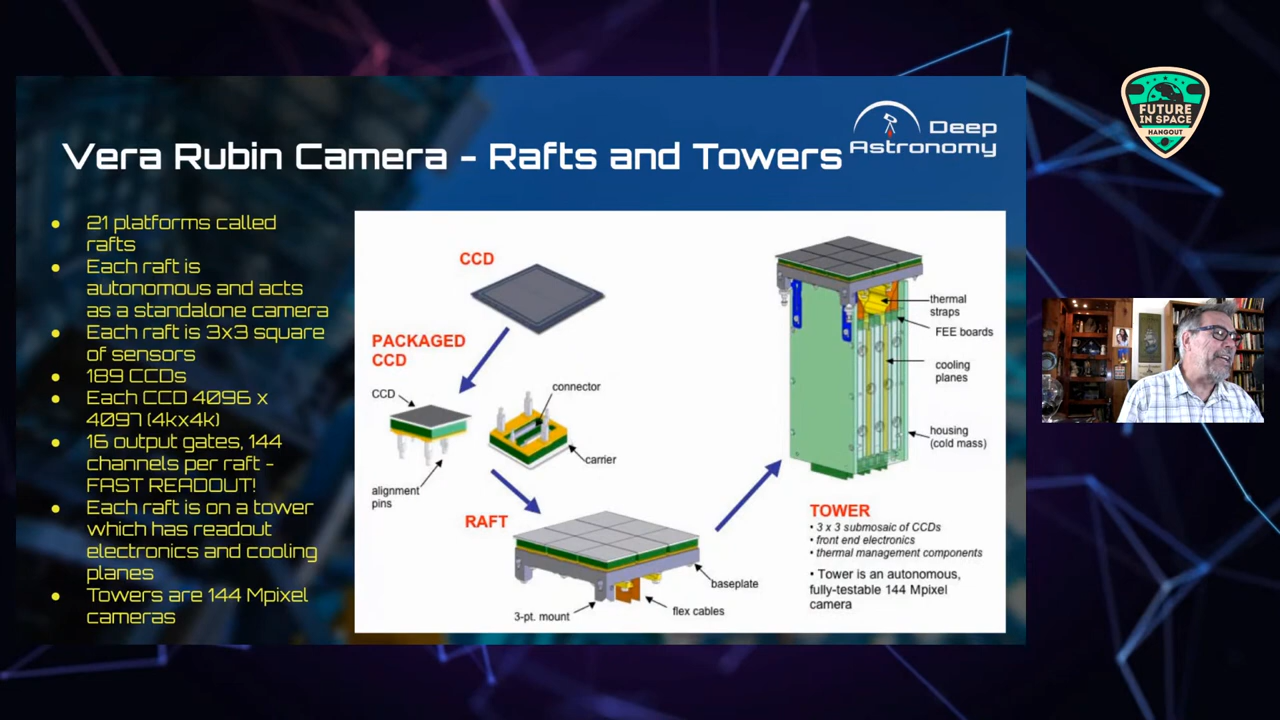 Vera Rubin Camera - Rafts and Towers
Deep
Astronomy
FUTURE
IN SPACE
HANGOUT
• 21 platforms called
rafts
• Each raft is
autonomous and acts
as a standalone camera
• Each raft is 3x3 square
of sensors
• 189 CCDs
• Each CCD 4096 x
4097 (4kx4k)
• 16 output gates, 144
channels per raft -
FAST READOUT!
• Each raft is on a tower
which has readout
electronics and cooling
planes
• Towers are 144 Mpixel
cameras
CCD
PACKAGED
CCD
CCD
connector
carrier
alignment
pins
RAFT
baseplate
flex cables
3-pt. mount
thermal
straps
FEE boards
cooling
planes
housing
(cold mass)
TOWER
• 3 x 3 submosaic of CCDs
• front end electronics
• thermal management components
• Tower is an autonomous,
fully-testable 144 Mpixel
camera